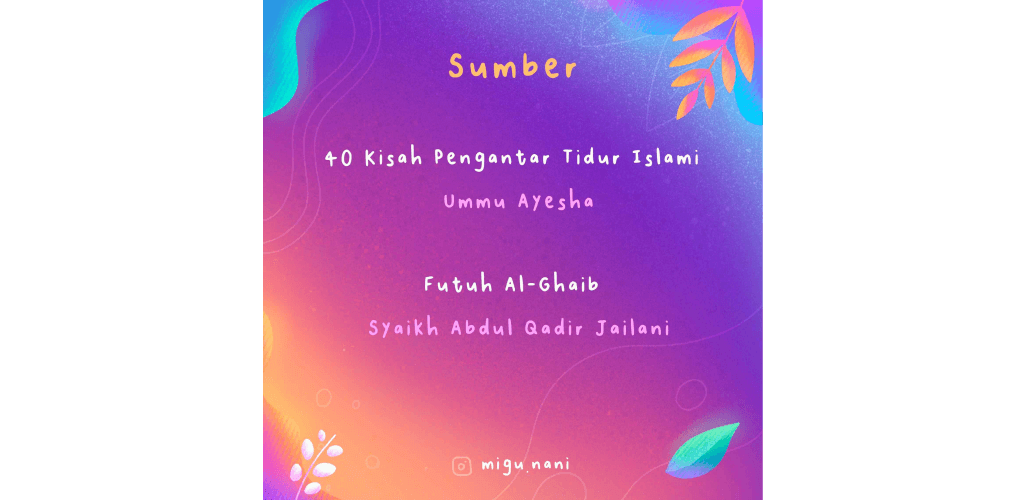 Sumber
40 Kisah Pengantar Tidur Islami
Ummu Ayesha
Futuh Al-Ghaib
Syaikh Abdul Qadir Jailani
migu.nani